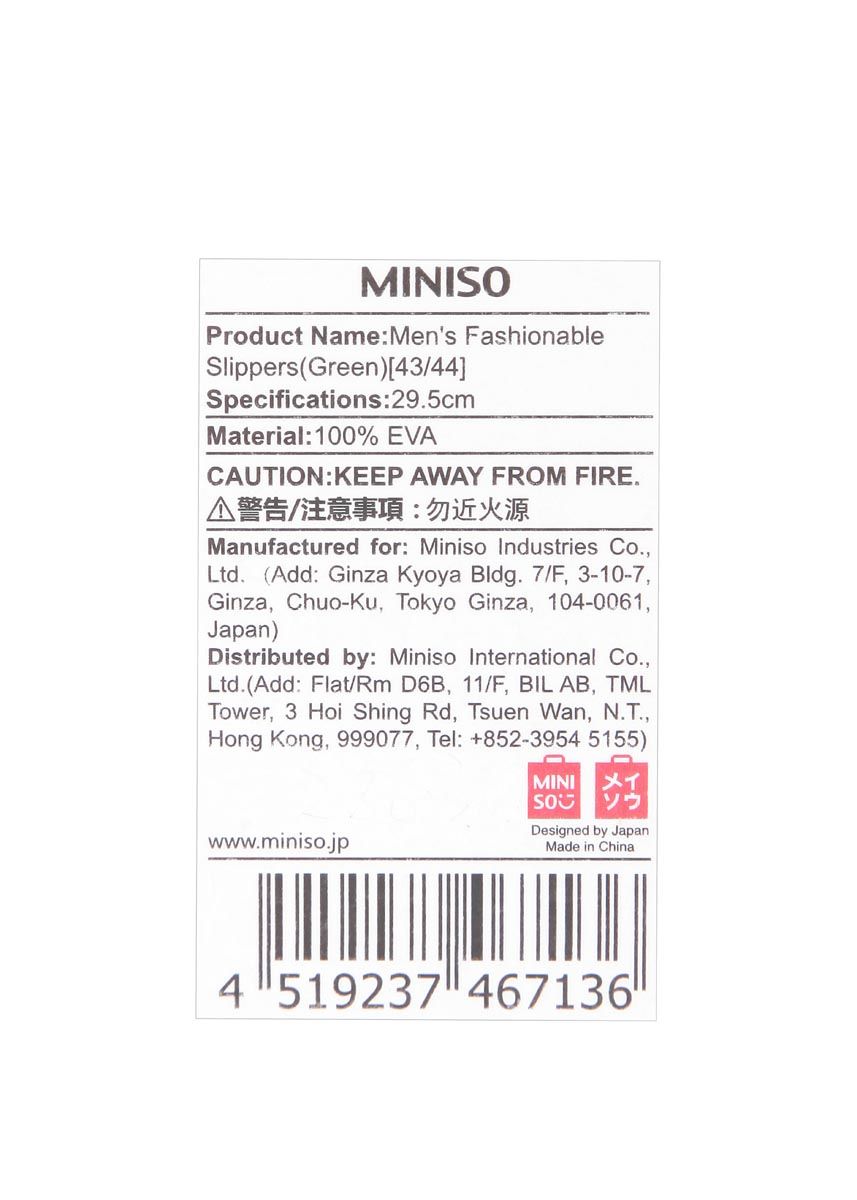 MINISO
Product Name:Men's Fashionable
Slippers(Green)[43/44]
Specifications:29.5cm
Material:100% EVA
CAUTION:KEEP AWAY FROM FIRE.
⚠警告/注意事項：勿近火源
Manufactured for: Miniso Industries Co.,
Ltd. (Add: Ginza Kyoya Bldg. 7/F, 3-10-7,
Ginza, Chuo-Ku, Tokyo Ginza, 104-0061,
Japan)
Distributed by: Miniso International Co.,
Ltd.(Add: Flat/Rm D6B, 11/F, BIL AB, TML
Tower, 3 Hoi Shing Rd, Tsuen Wan, N.T.,
Hong Kong, 999077, Tel: +852-3954 5155)
MINI メイ
SO ソウ
Designed by Japan
www.miniso.jp Made in China
4 519237 467136